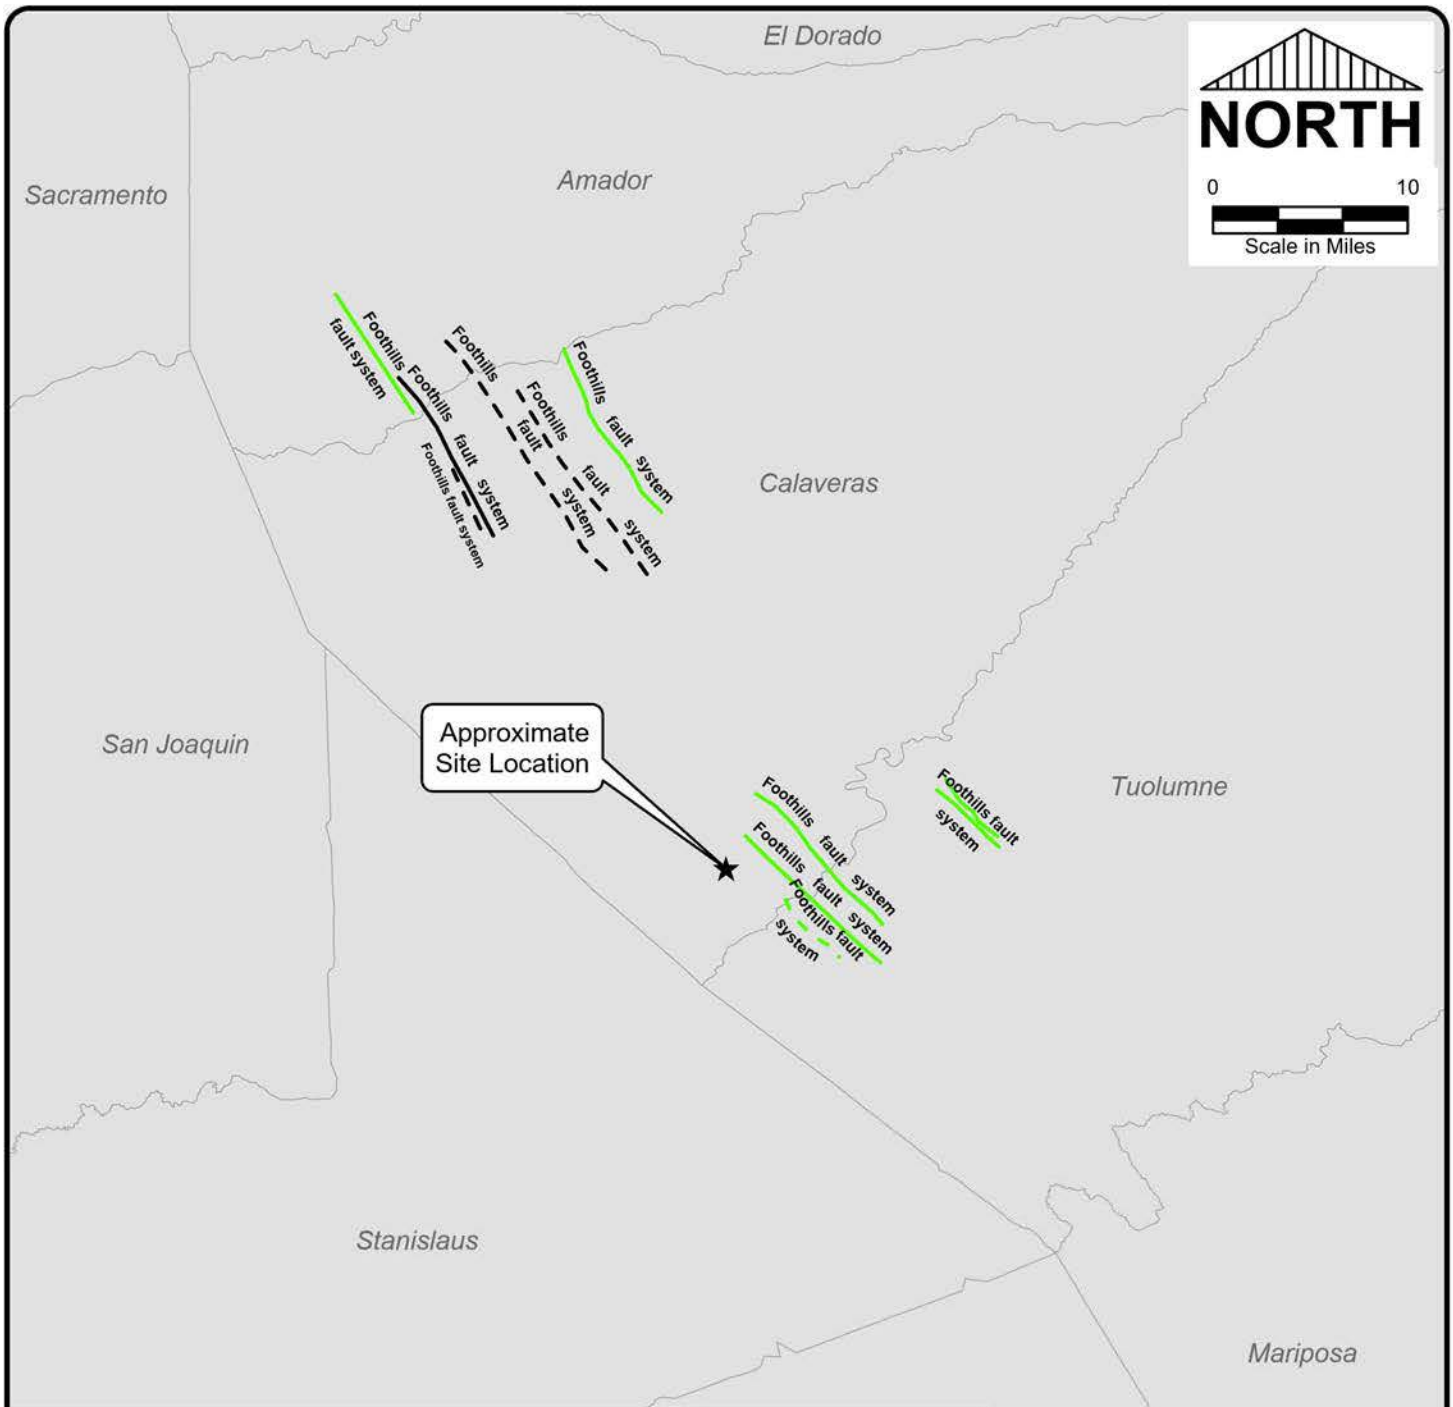 El Dorado
NORTH
0 10
Scale in Miles
Amador
Sacramento
Foothills
fault system
Foothills
fault
system
Foothills fault system
Foothills
fault
system
Foothills
fault
system
Foothills
fault
system
Calaveras
San Joaquin
Approximate
Site Location
Foothills
fault
system
Foothills
fault
system
Foothills fault
system
Foothills fault
system
Tuolumne
Stanislaus
Mariposa